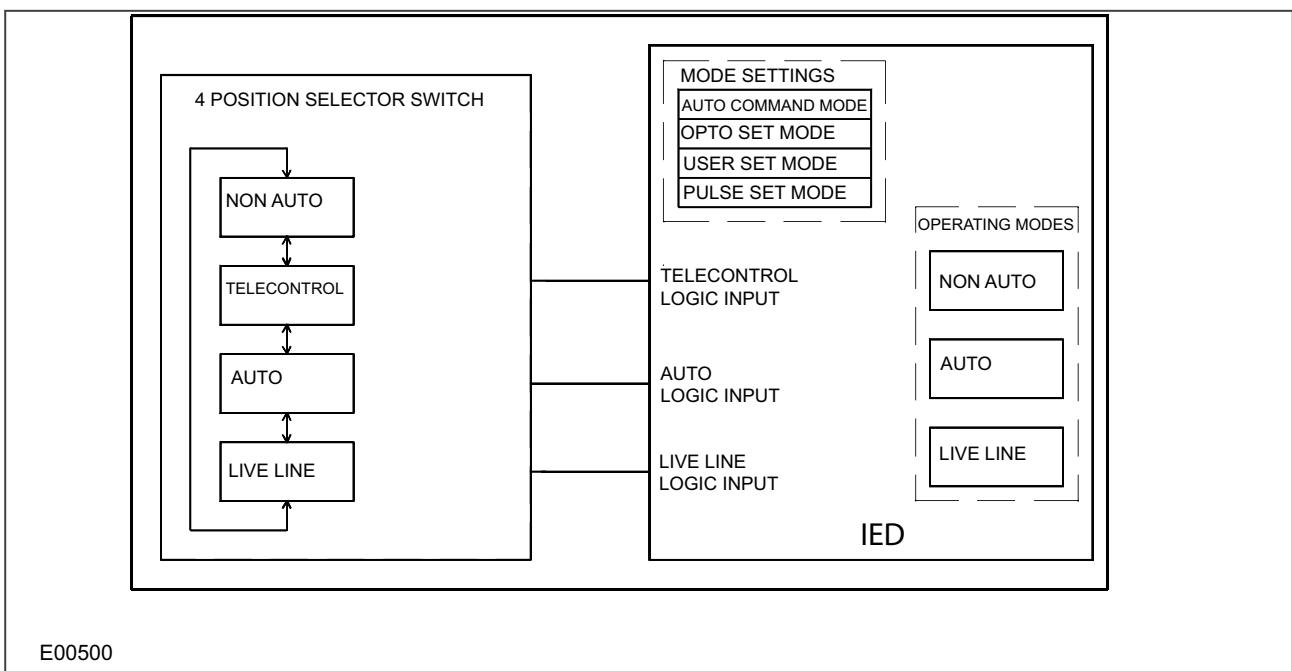 4 POSITION SELECTOR SWITCH
NON AUTO
TELECONTROL
AUTO
LIVE LINE
MODE SETTINGS
AUTO COMMAND MODE
OPTO SET MODE
USER SET MODE
PULSE SET MODE
TELECONTROL
LOGIC INPUT
AUTO
LOGIC INPUT
LIVE LINE
LOGIC INPUT
OPERATING MODES
NON AUTO
AUTO
LIVE LINE
IED
E00500